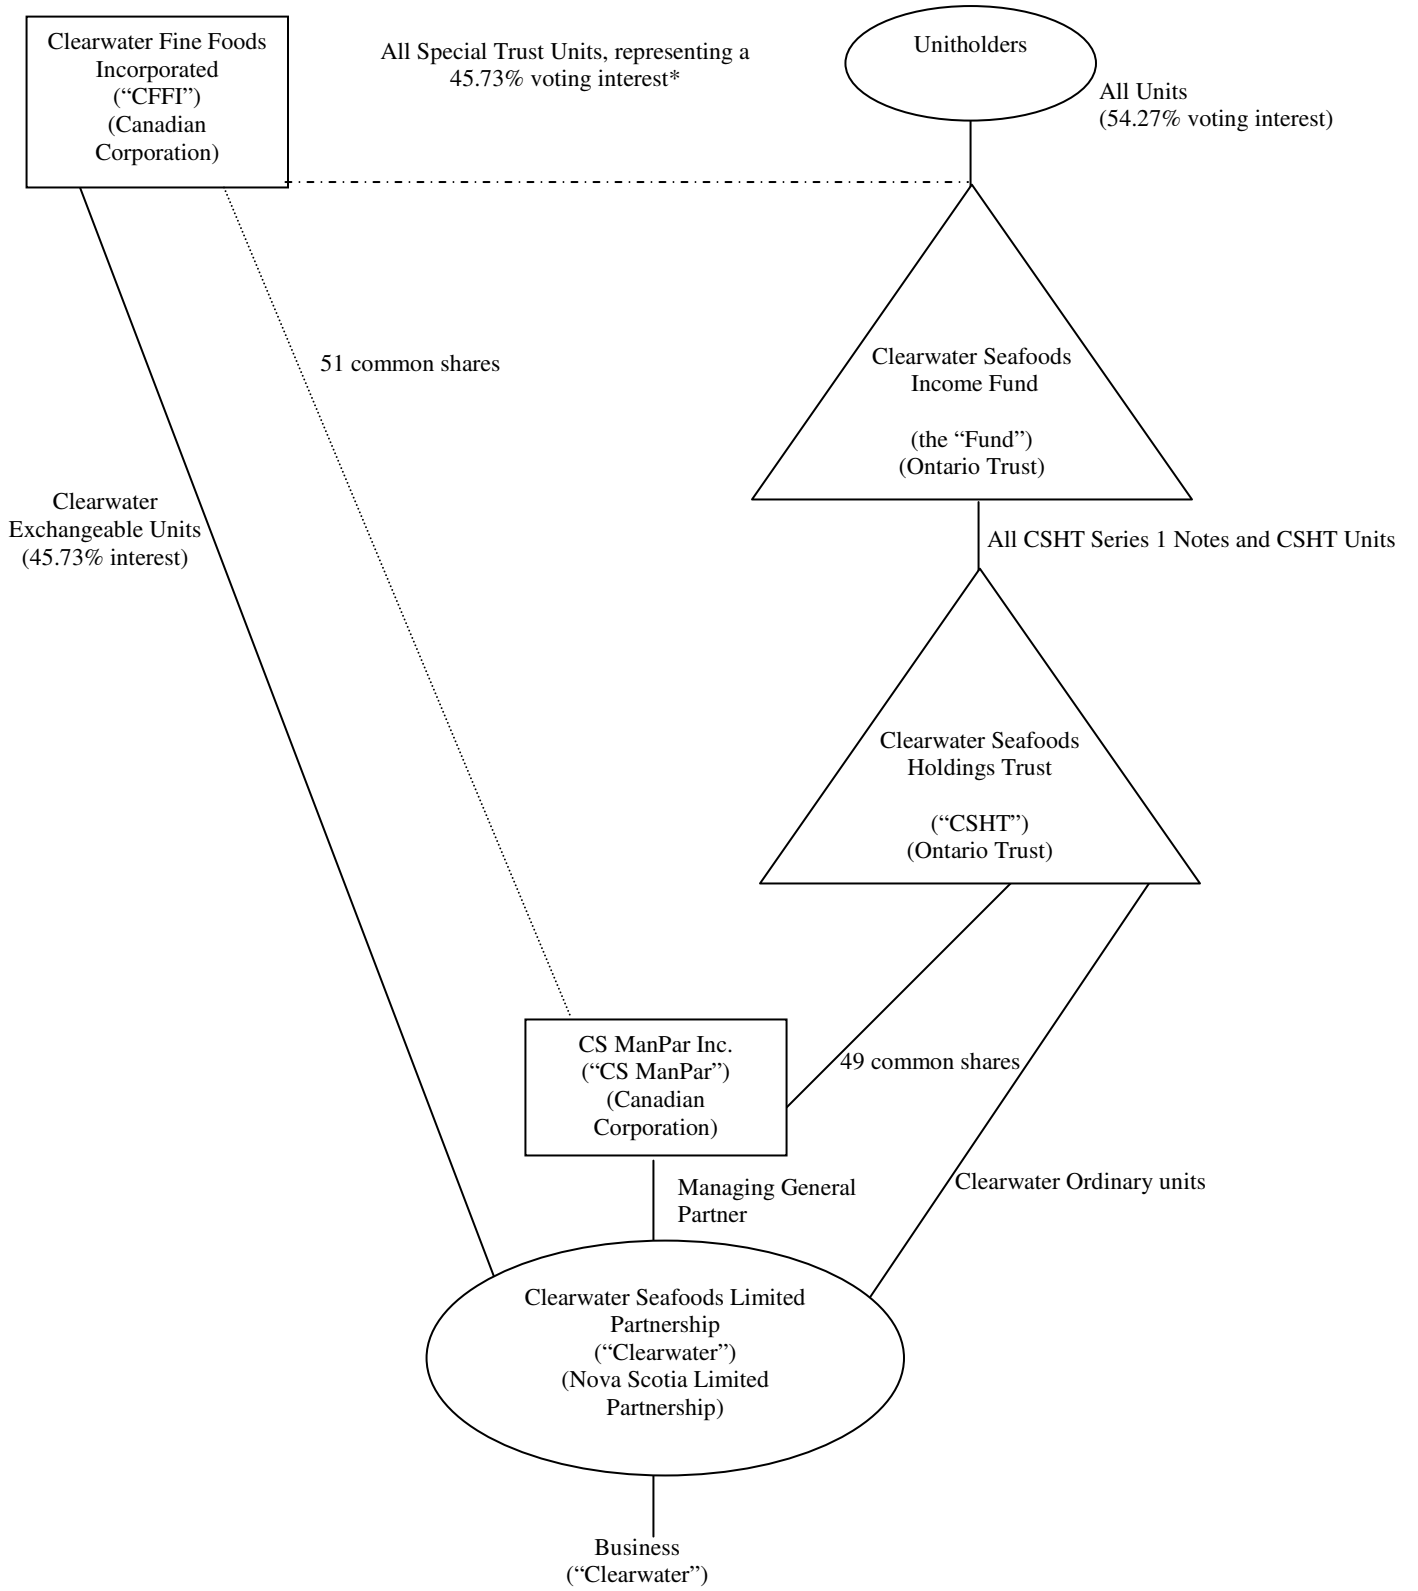 Clearwater Fine Foods
Incorporated
(“CFFI”)
(Canadian
Corporation)
All Special Trust Units, representing a
45.73% voting interest*
Unitholders
All Units
(54.27% voting interest)
51 common shares
Clearwater Seafoods
Income Fund
(the “Fund”)
(Ontario Trust)
Clearwater
Exchangeable Units
(45.73% interest)
All CSHT Series 1 Notes and CSHT Units
Clearwater Seafoods
Holdings Trust
(“CSHT”)
(Ontario Trust)
CS ManPar Inc.
(“CS ManPar”)
(Canadian
Corporation)
49 common shares
Managing General
Partner
Clearwater Ordinary units
Clearwater Seafoods Limited
Partnership
(“Clearwater”)
(Nova Scotia Limited
Partnership)
Business
(“Clearwater”)